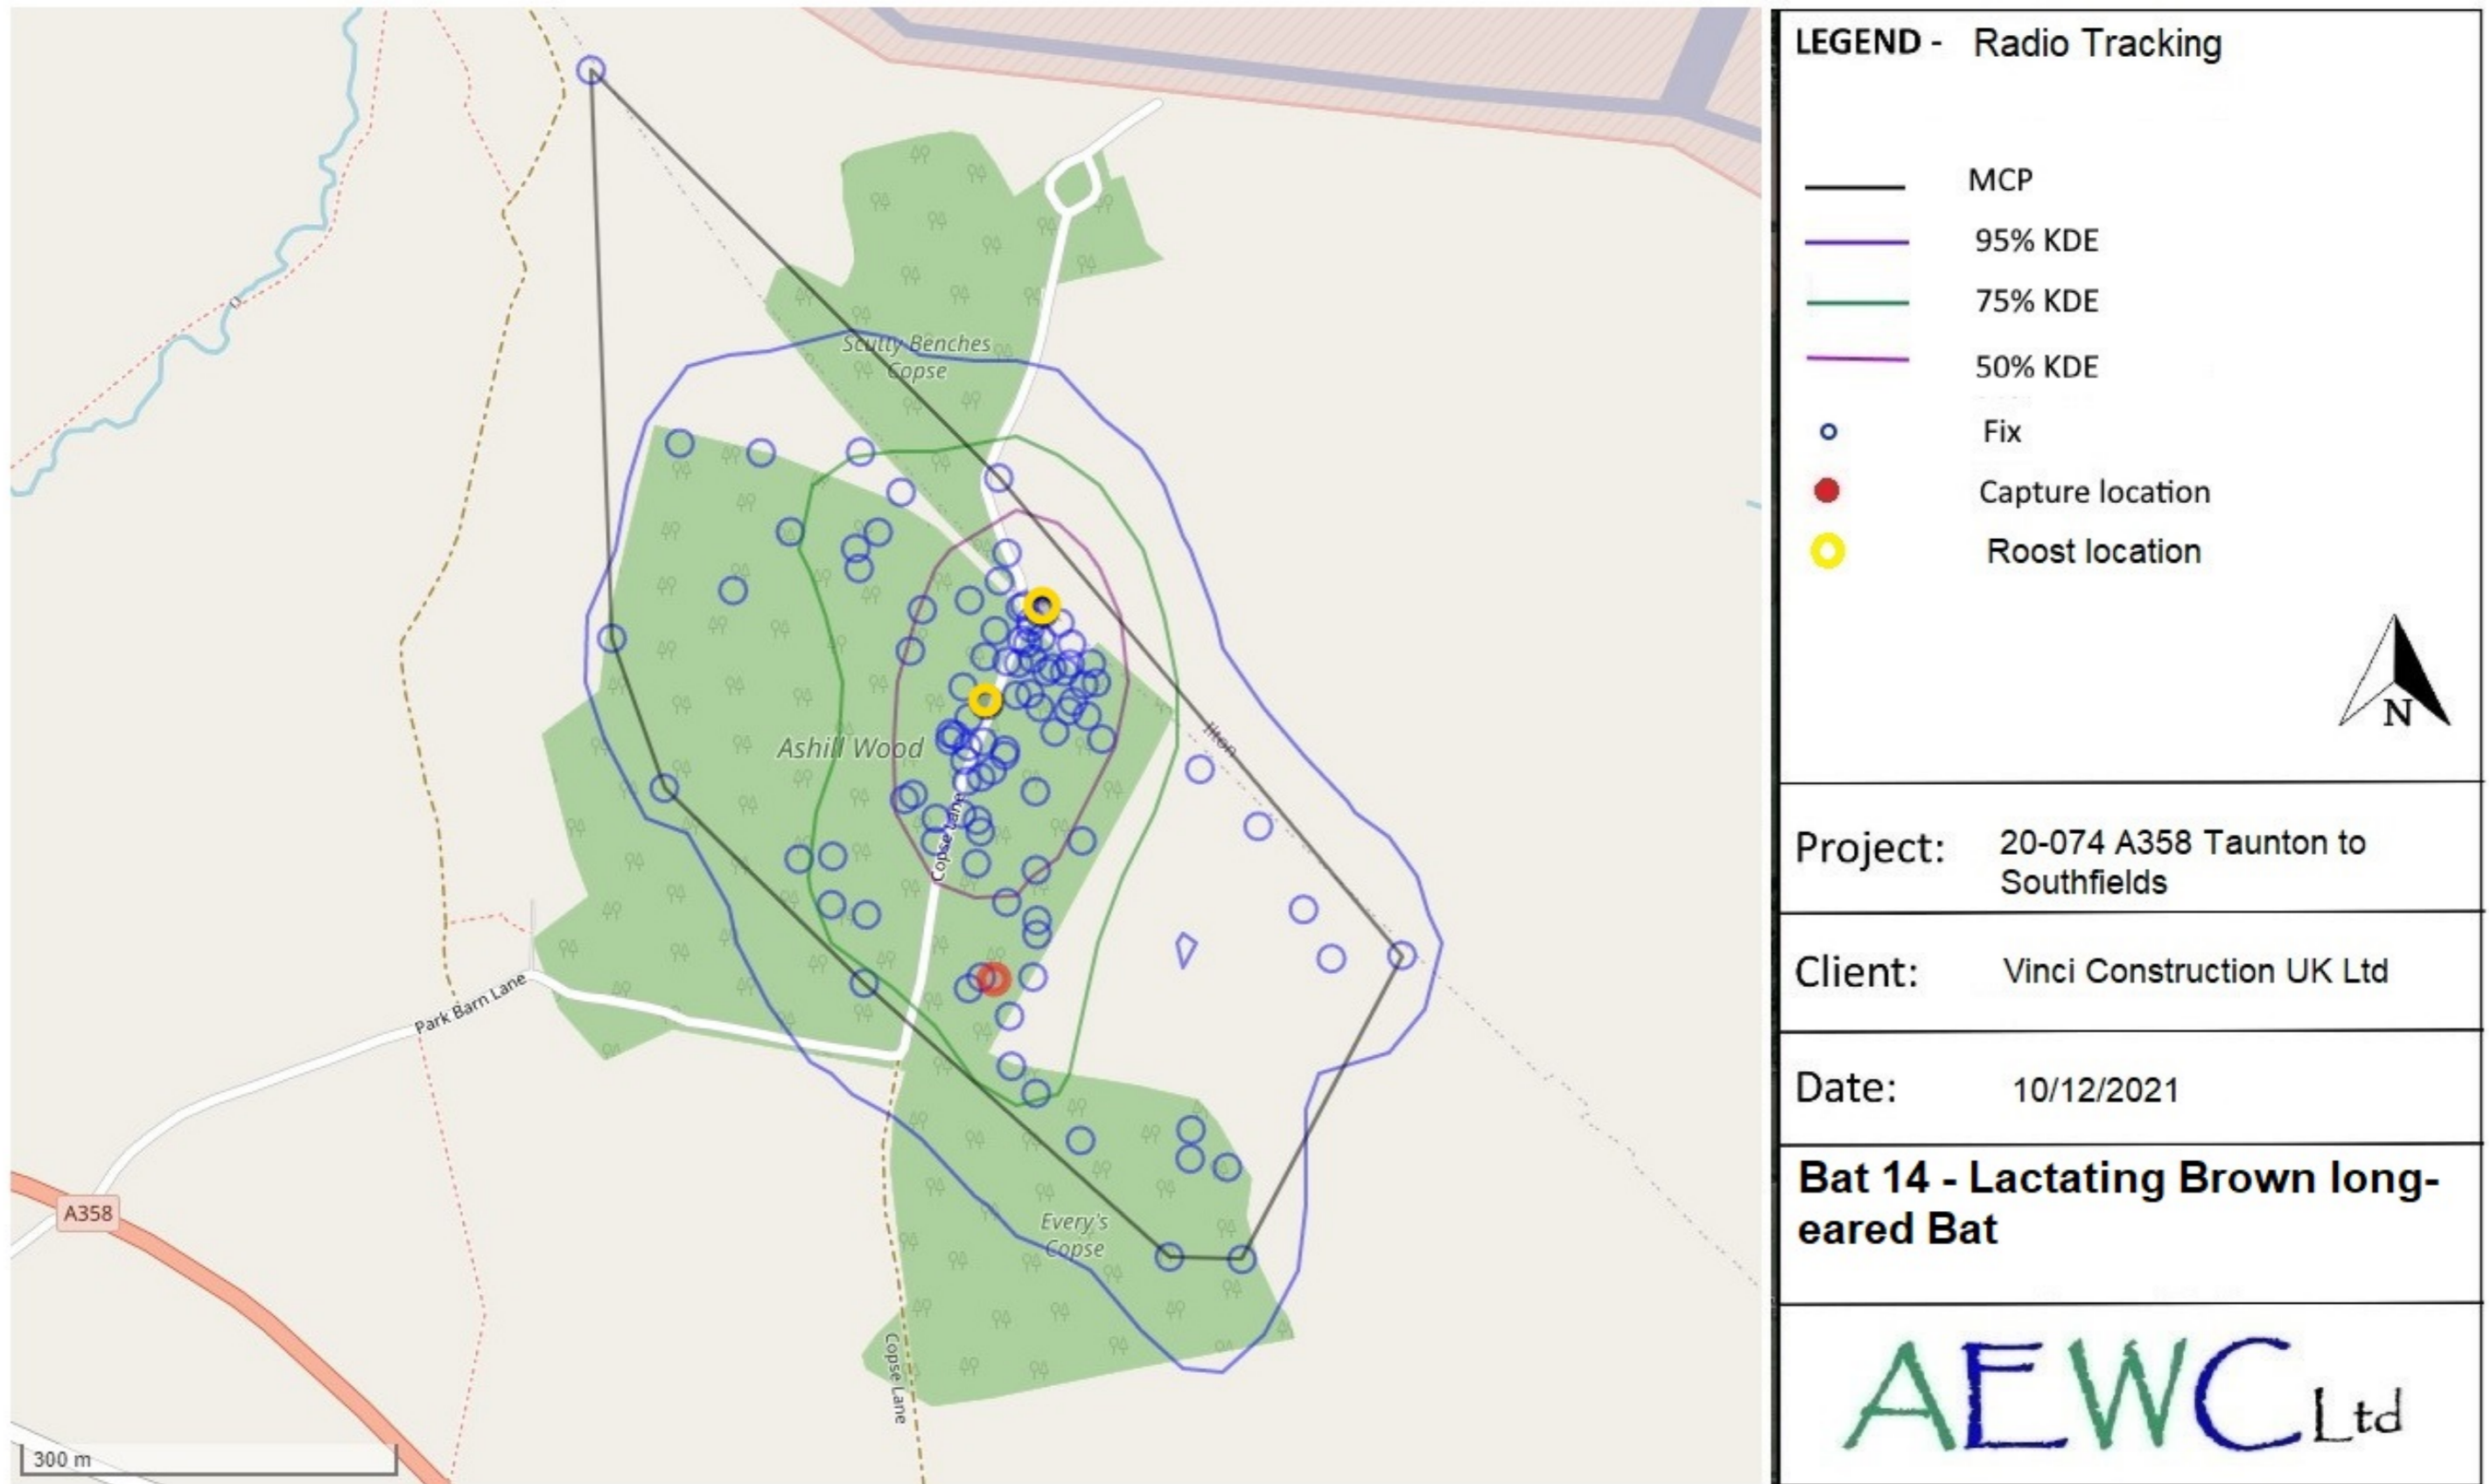 Scutty Benches
Copse
Ilton
Ashill Wood
Copse Lane
Park Barn Lane
A358
Every's
Copse
Copse Lane
300 m
LEGEND - Radio Tracking
MCP
95% KDE
75% KDE
50% KDE
Fix
Capture location
Roost location
N
Project: 20-074 A358 Taunton to
Southfields
Client: Vinci Construction UK Ltd
Date: 10/12/2021
Bat 14 - Lactating Brown long-
eared Bat
AEWC Ltd